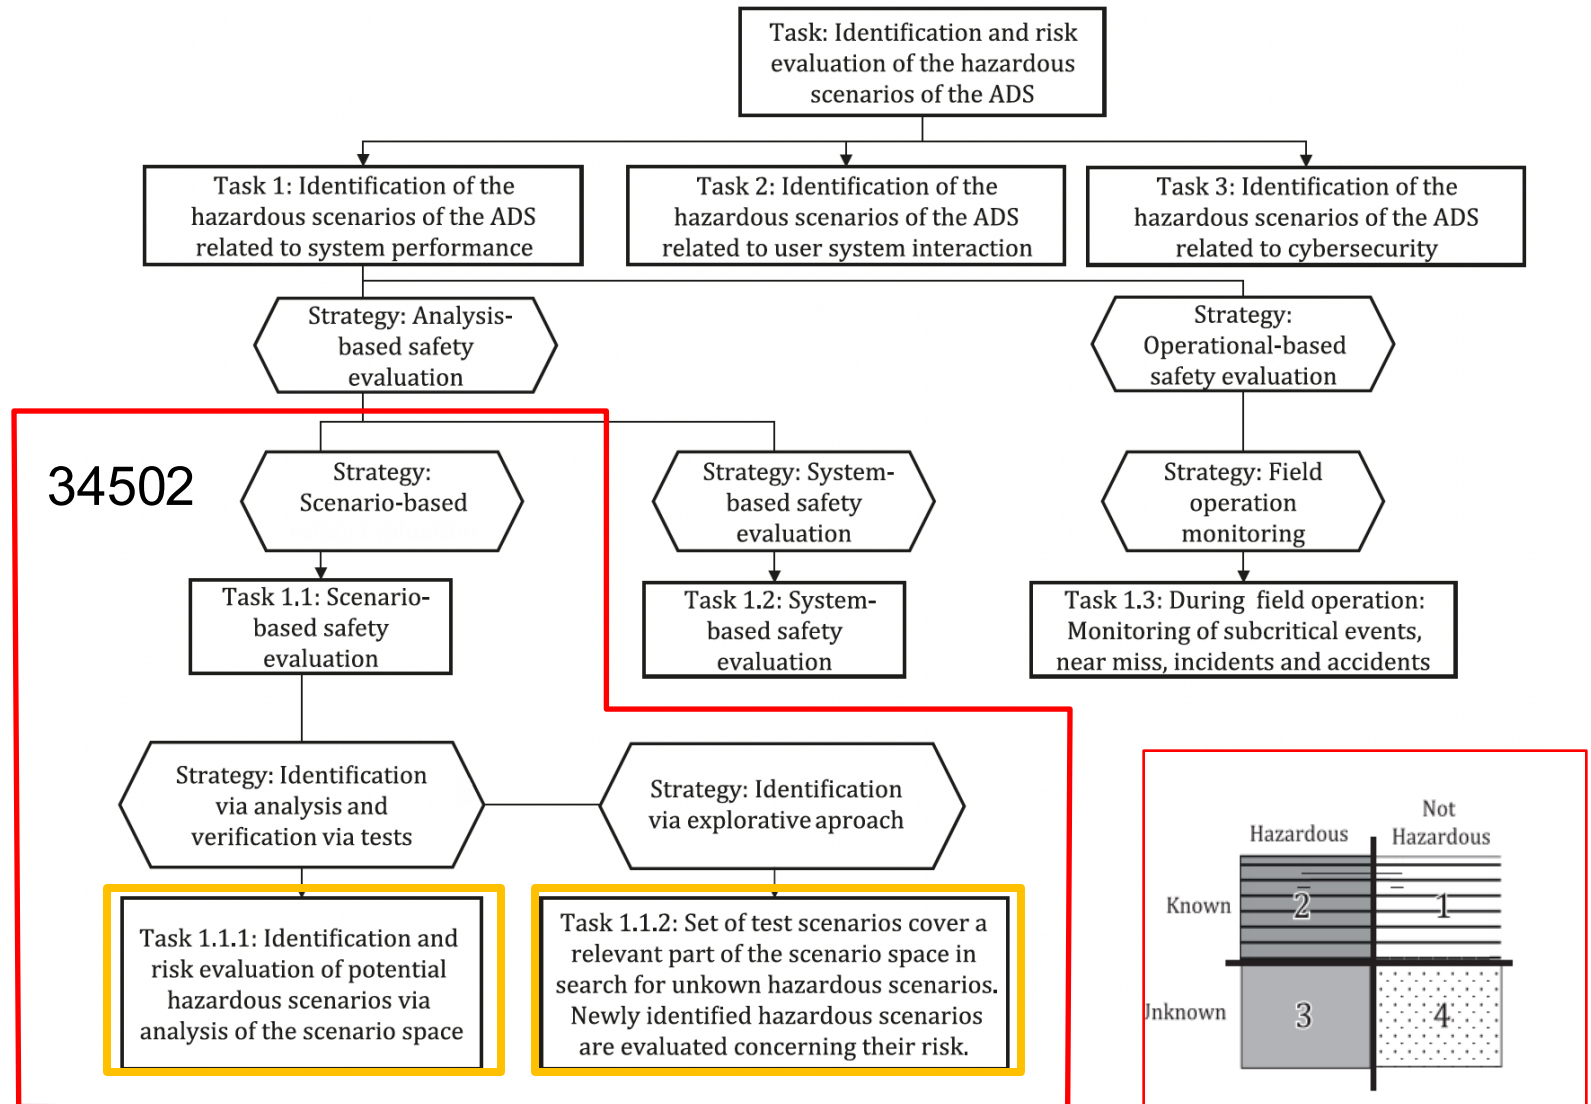 Task: Identification and risk
evaluation of the hazardous
scenarios of the ADS
Task 1: Identification of the
hazardous scenarios of the ADS
related to system performance
Task 2: Identification of the
hazardous scenarios of the ADS
related to user system interaction
Task 3: Identification of the
hazardous scenarios of the ADS
related to cybersecurity
Strategy: Analysis-
based safety
evaluation
Strategy:
Operational-based
safety evaluation
34502
Strategy:
Scenario-based
Strategy: System-
based safety
evaluation
Strategy: Field
operation
monitoring
Task 1.1: Scenario-
based safety
evaluation
Task 1.2: System-
based safety
evaluation
Task 1.3: During field operation:
Monitoring of subcritical events,
near miss, incidents and accidents
Strategy: Identification
via analysis and
verification via tests
Strategy: Identification
via explorative aproach
Task 1.1.1: Identification and
risk evaluation of potential
hazardous scenarios via
analysis of the scenario space
Task 1.1.2: Set of test scenarios cover a
relevant part of the scenario space in
search for unkown hazardous scenarios.
Newly identified hazardous scenarios
are evaluated concerning their risk.
Hazardous
Not
Hazardous
Known
2
1
Unknown
3
4